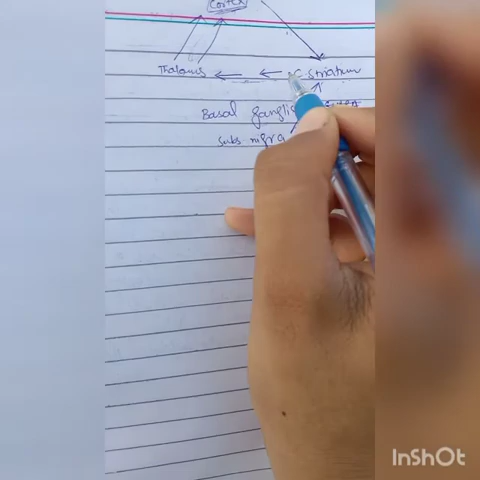 Cortex
Thalamus C Striatum
Basal ganglia
Subs nigra
InShOt